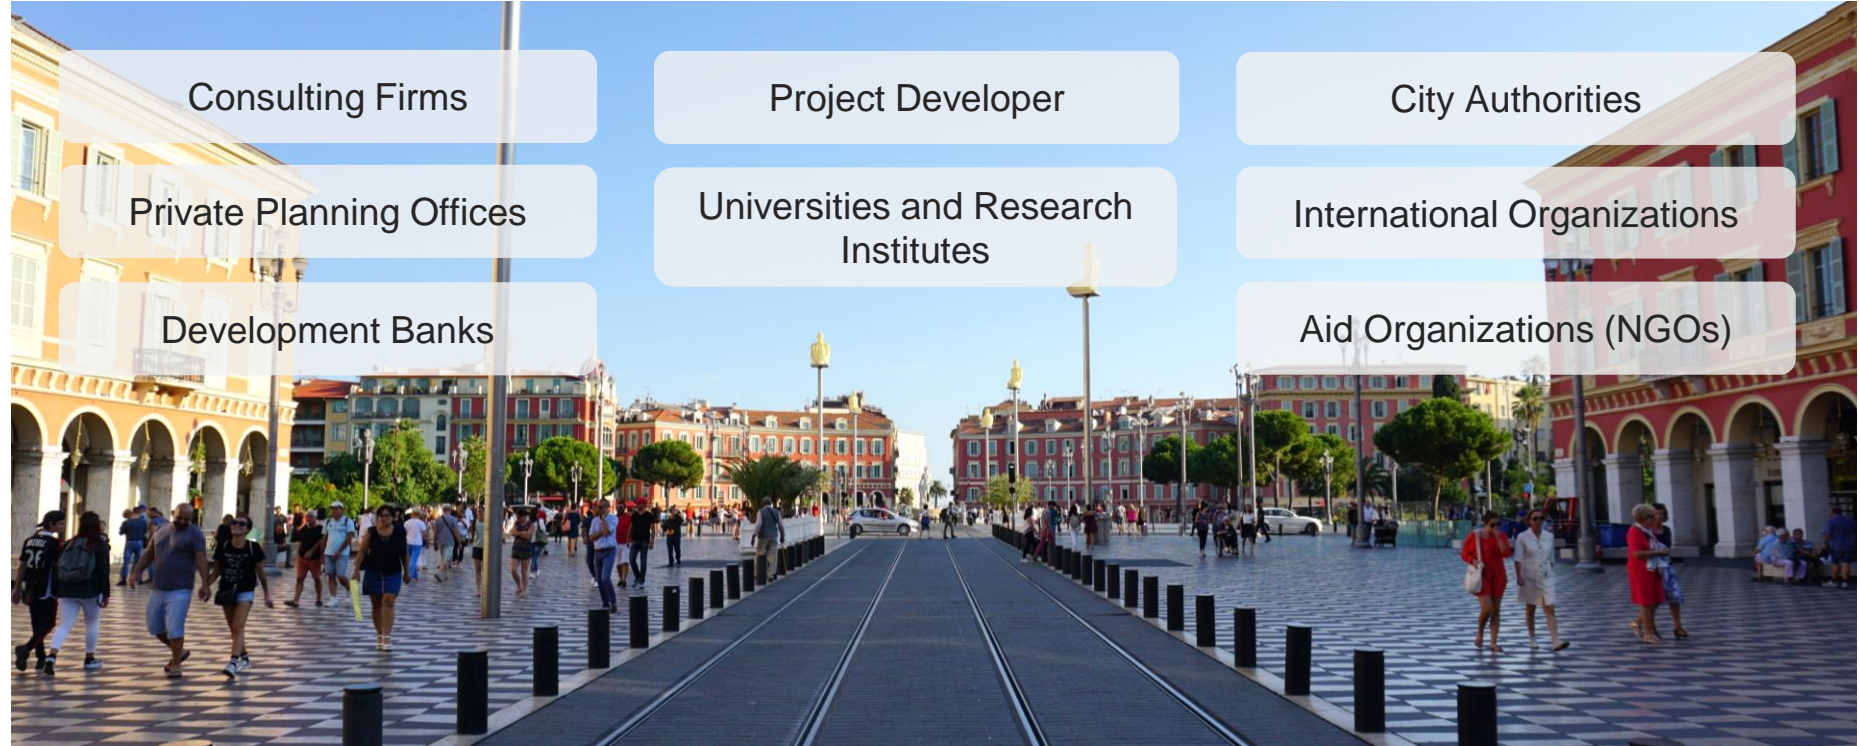 Consulting Firms
Project Developer
City Authorities
Private Planning Offices
Universities and Research
Institutes
International Organizations
Development Banks
Aid Organizations (NGOs)
26